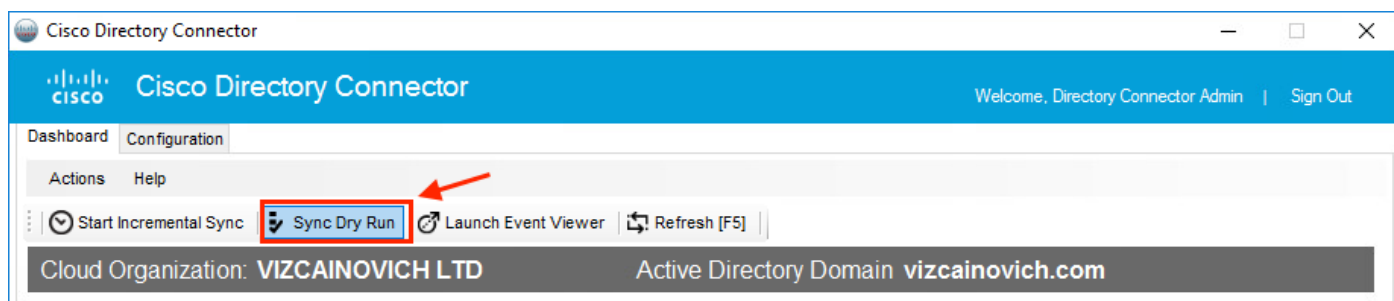 Cisco Directory Connector
CISCO Cisco Directory Connector Welcome, Directory Connector Admin | Sign Out
Dashboard Configuration
Actions Help
Start Incremental Sync Sync Dry Run Launch Event Viewer Refresh [F5]
Cloud Organization: VIZCAINOVICH LTD Active Directory Domain vizcainovich.com